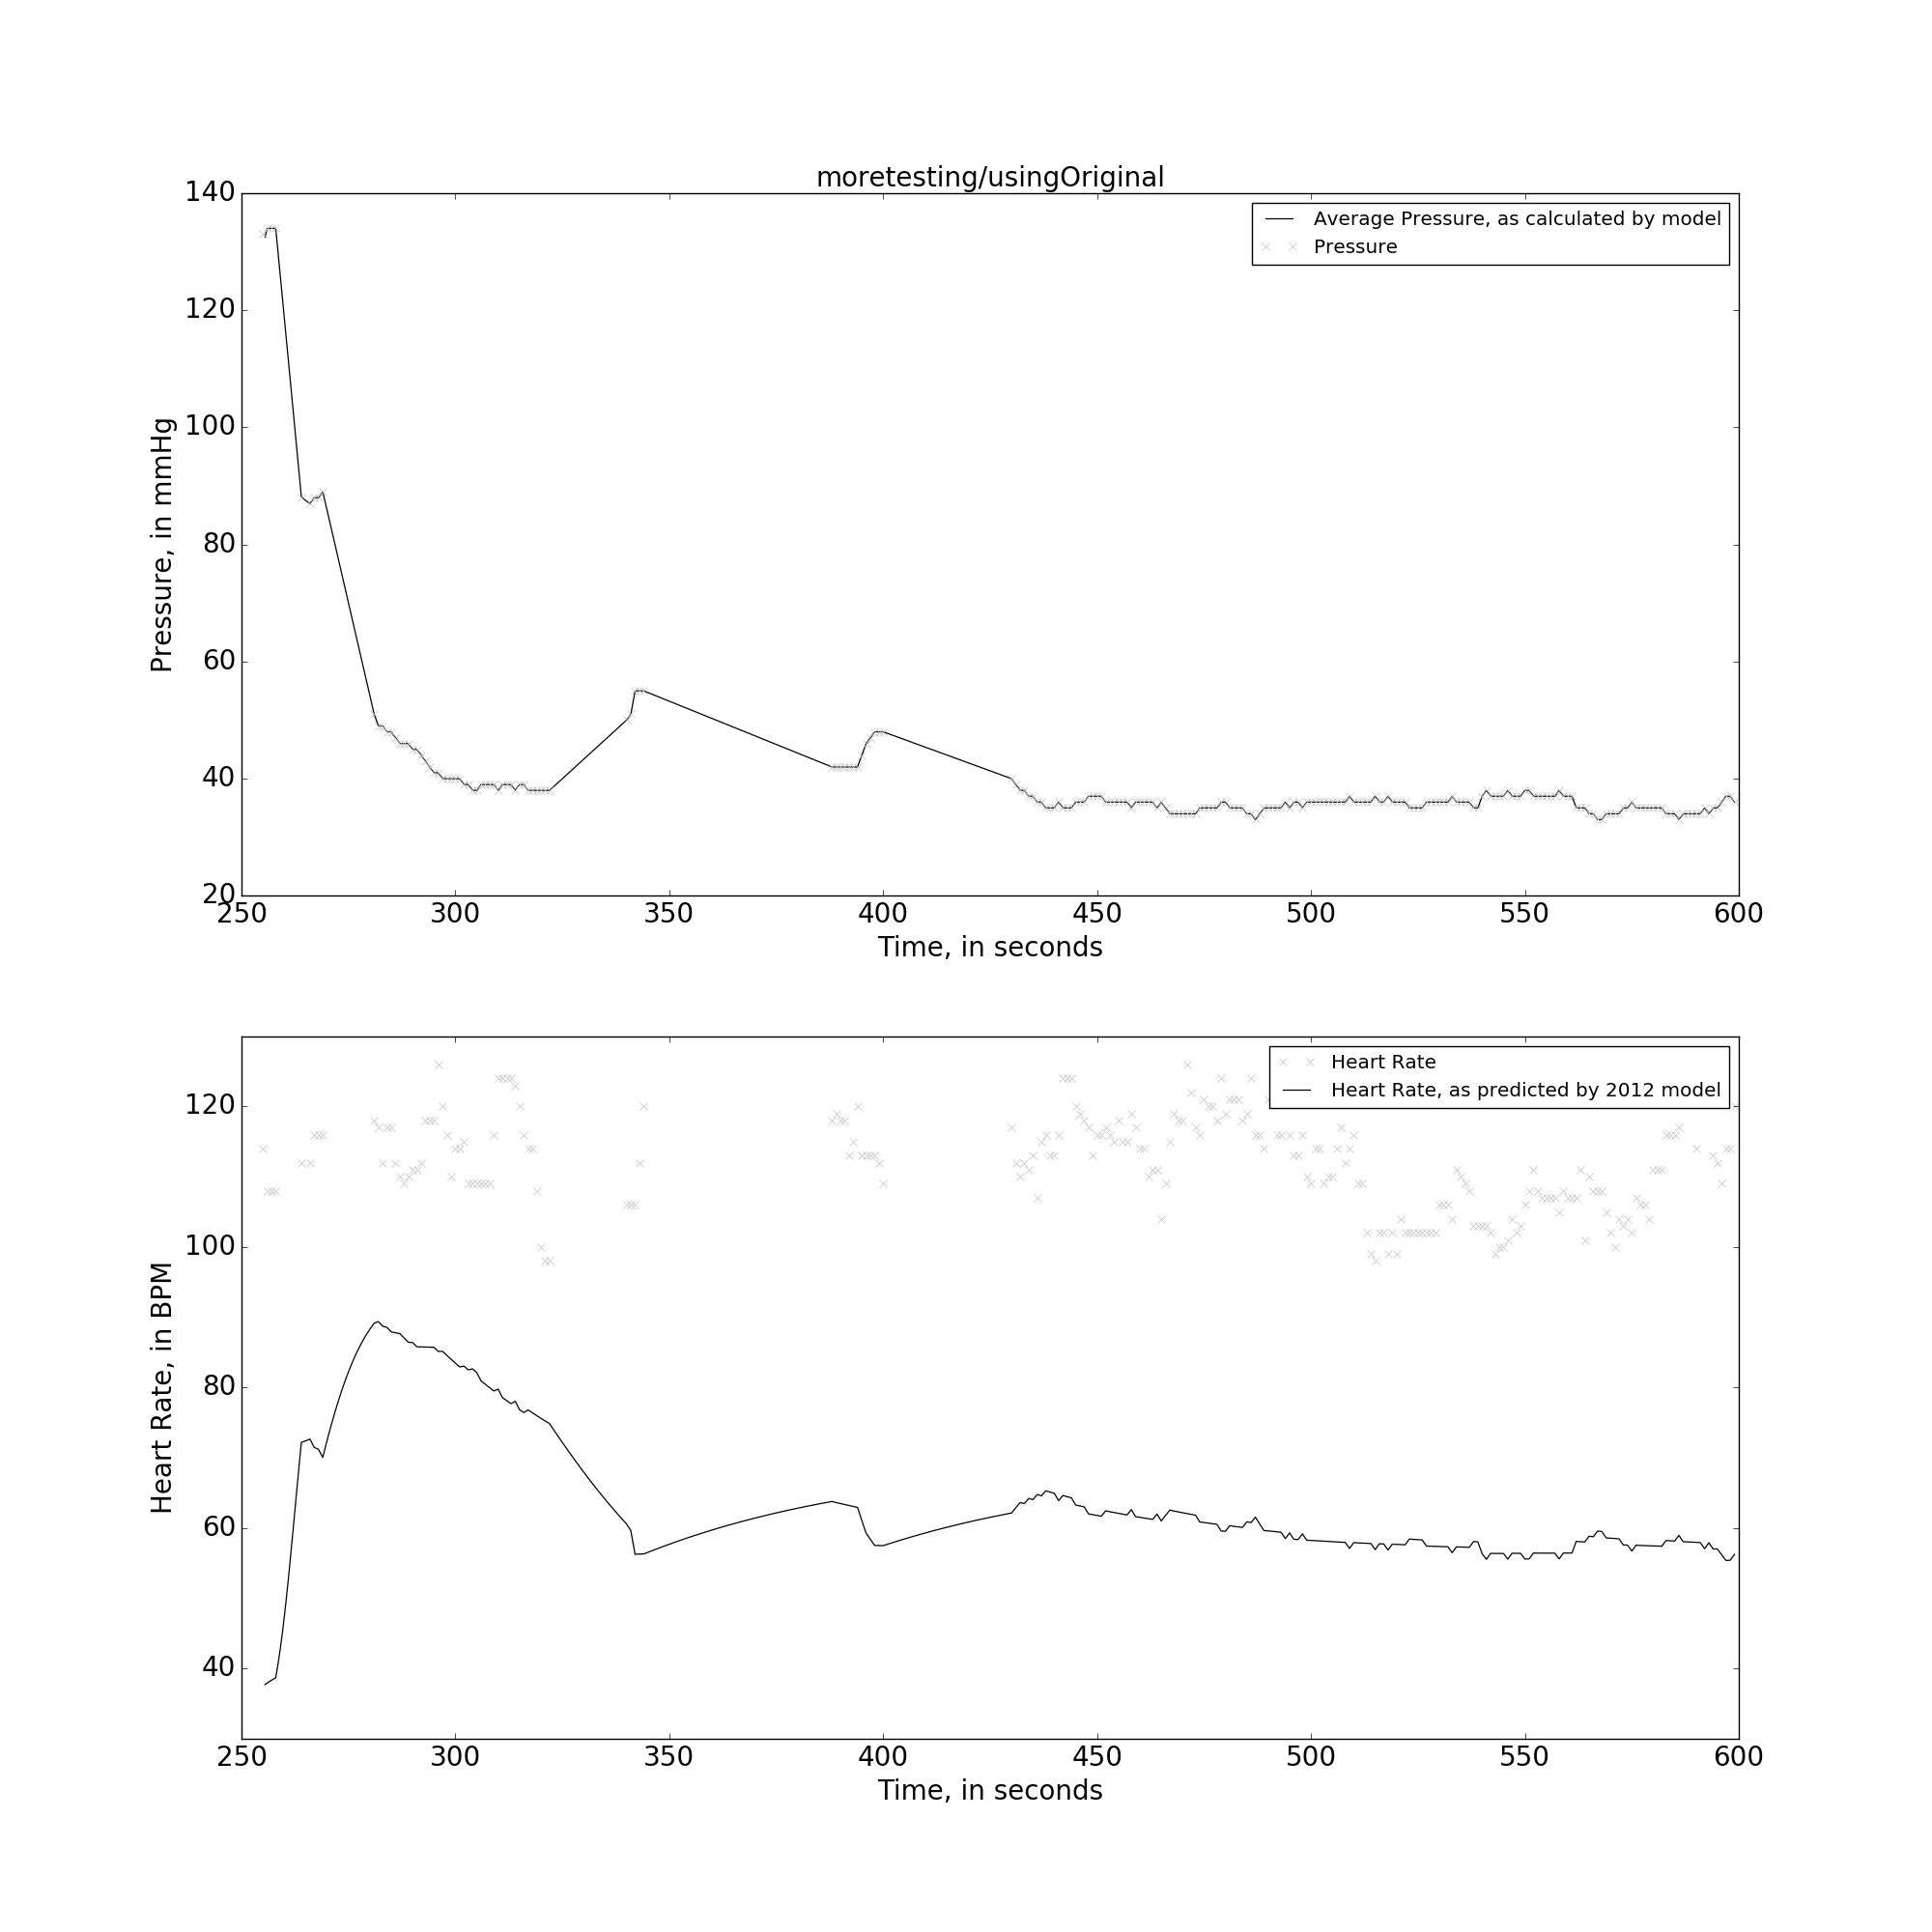 moretesting/usingOriginal
140
120
100
80
60
40
20
Pressure, in mmHg
Average Pressure, as calculated by model
Pressure
250 300 350 400 450 500 550 600
Time, in seconds
120
100
80
60
40
Heart Rate, in BPM
Heart Rate
Heart Rate, as predicted by 2012 model
250 300 350 400 450 500 550 600
Time, in seconds